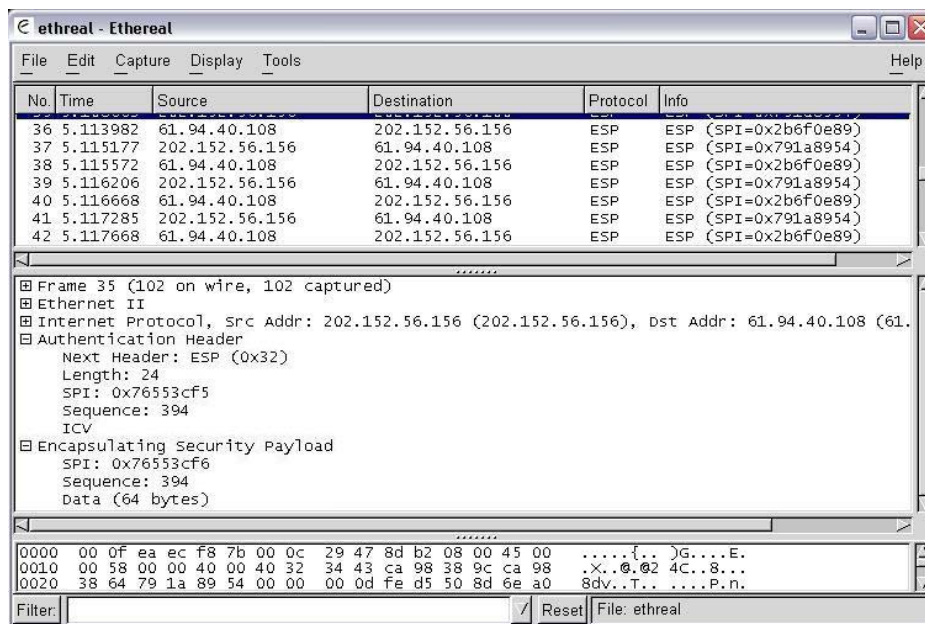 ethreal - Ethereal
File Edit Capture Display Tools Help
No. Time Source Destination Protocol Info
36 5.113982 61.94.40.108 202.152.56.156 ESP ESP (SPI=0x2b6f0e89)
37 5.115177 202.152.56.156 61.94.40.108 ESP ESP (SPI=0x791a8954)
38 5.115572 61.94.40.108 202.152.56.156 ESP ESP (SPI=0x2b6f0e89)
39 5.116206 202.152.56.156 61.94.40.108 ESP ESP (SPI=0x791a8954)
40 5.116668 61.94.40.108 202.152.56.156 ESP ESP (SPI=0x2b6f0e89)
41 5.117285 202.152.56.156 61.94.40.108 ESP ESP (SPI=0x791a8954)
42 5.117668 61.94.40.108 202.152.56.156 ESP ESP (SPI=0x2b6f0e89)
Frame 35 (102 on wire, 102 captured)
Ethernet II
Internet Protocol, Src Addr: 202.152.56.156 (202.152.56.156), Dst Addr: 61.94.40.108 (61.
Authentication Header
Next Header: ESP (0x32)
Length: 24
SPI: 0x76553cf5
Sequence: 394
ICV
Encapsulating Security Payload
SPI: 0x76553cf6
Sequence: 394
Data (64 bytes)
0000 00 0f ea ec f8 7b 00 0c 29 47 8d b2 08 00 45 00 .....{.. )G....E.
0010 00 58 00 00 40 00 40 32 34 43 ca 98 38 9c ca 98 .X..@.@2 4C..8...
0020 38 64 79 1a 89 54 00 00 00 0d fe d5 50 8d 6e a0 8dv..T.. ....P.n.
Filter: / Reset File: ethreal